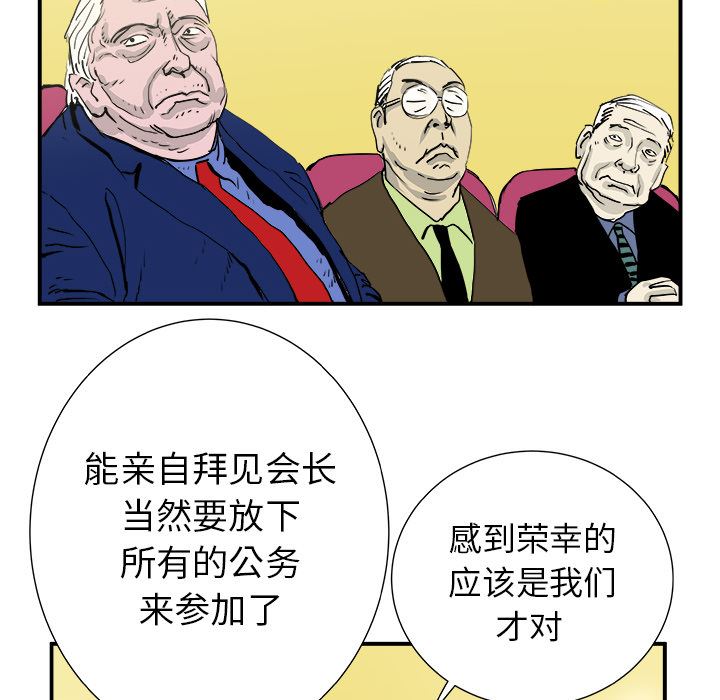 能亲自拜见会长
当然要放下
所有的公务
来参加了
感到荣幸的
应该是我们
才对